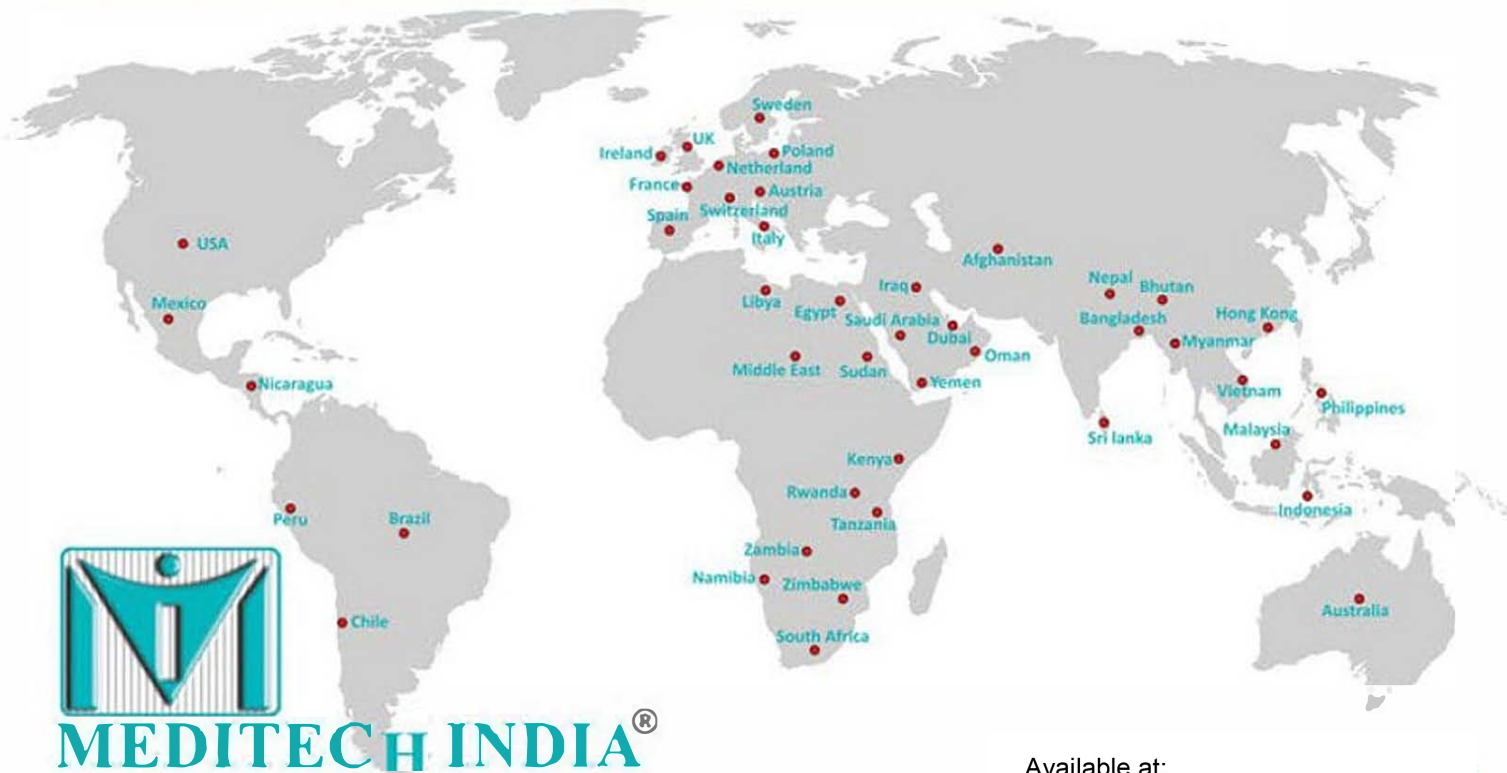 Sweden
UK
Ireland
Poland
Netherland
France
Austria
Switzerland
Spain
Italy
USA
Afghanistan
Mexico
Iraq
Nepal
Bhutan
Libya
Egypt
Saudi Arabia
Dubai
Bangladesh
Hong Kong
Myanmar
Oman
Middle East
Sudan
Yemen
Nicaragua
Vietnam
Philippines
Sri lanka
Malaysia
Kenya
Rwanda
Indonesia
Peru
Brazil
Tanzania
Zambia
Namibia
Zimbabwe
Australia
Chile
South Africa
MEDITECH INDIA®
Available at: